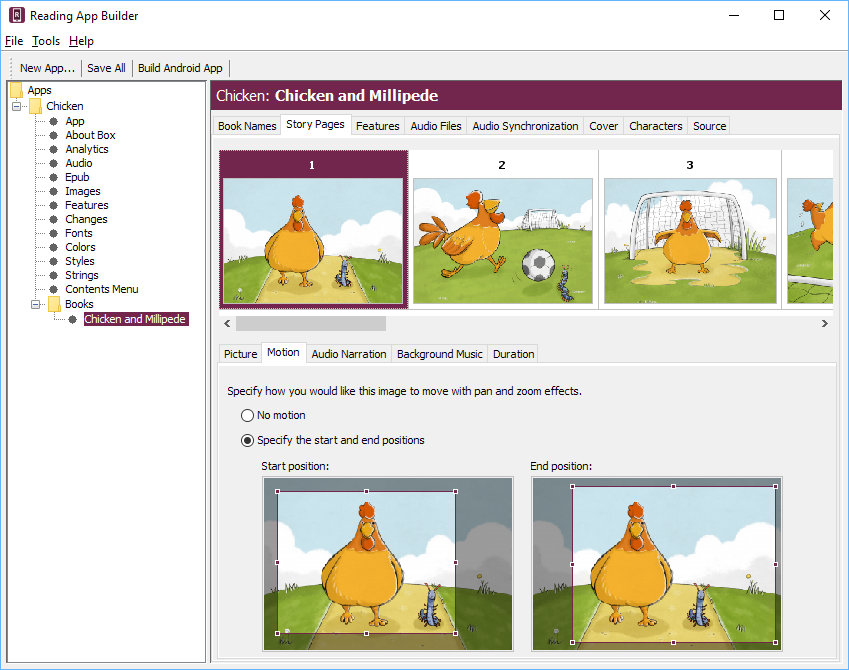 Reading App Builder
File Tools Help
New App... Save All Build Android App
Apps
Chicken
App
About Box
Analytics
Audio
Epub
Images
Features
Changes
Fonts
Colors
Styles
Strings
Contents Menu
Books
Chicken and Millipede
Chicken: Chicken and Millipede
Book Names Story Pages Features Audio Files Audio Synchronization Cover Characters Source
1 2 3
Picture Motion Audio Narration Background Music Duration
Specify how you would like this image to move with pan and zoom effects.
No motion
Specify the start and end positions
Start position: End position: